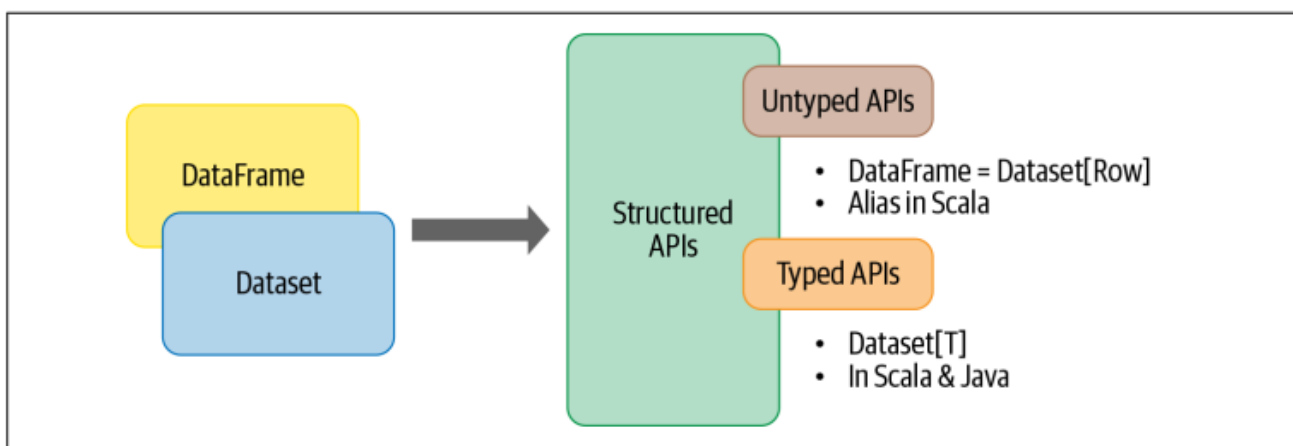 DataFrame
Dataset
Structured
APIs
Untyped APIs
• DataFrame = Dataset[Row]
• Alias in Scala
Typed APIs
• Dataset[T]
• In Scala & Java